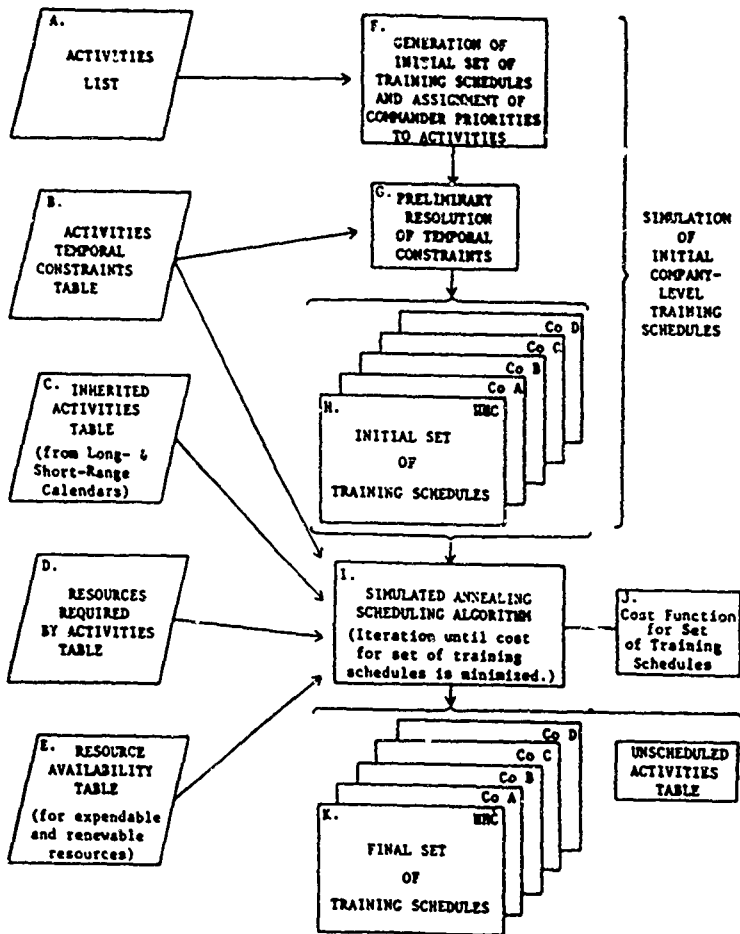 A.
ACTIVITIES
LIST
F.
GENERATION OF
INITIAL SET OF
TRAINING SCHEDULES
AND ASSIGNMENT OF
COMMANDER PRIORITIES
TO ACTIVITIES
B.
ACTIVITIES
TEMPORAL
CONSTRAINTS
TABLE
G.
PRELIMINARY
RESOLUTION
OF TEMPORAL
CONSTRAINTS
SIMULATION
OF
INITIAL
COMPANY-
LEVEL
TRAINING
SCHEDULES
C.
INHERITED
ACTIVITIES
TABLE
(from Long- &
Short-Range
Calendars)
Co D
Co C
Co B
Co A
H.
HHC
INITIAL SET
OF
TRAINING SCHEDULES
D.
RESOURCES
REQUIRED
BY ACTIVITIES
TABLE
I.
SIMULATED ANNEALING
SCHEDULING ALGORITHM
(Iteration until cost
for set of training
schedules is minimized.)
J.
Cost Function
for Set
of Training
Schedules
E.
RESOURCE
AVAILABILITY
TABLE
(for expendable
and renewable
resources)
Co D
Co C
Co B
Co A
K.
HHC
FINAL SET
OF
TRAINING SCHEDULES
UNSCHEDULED
ACTIVITIES
TABLE